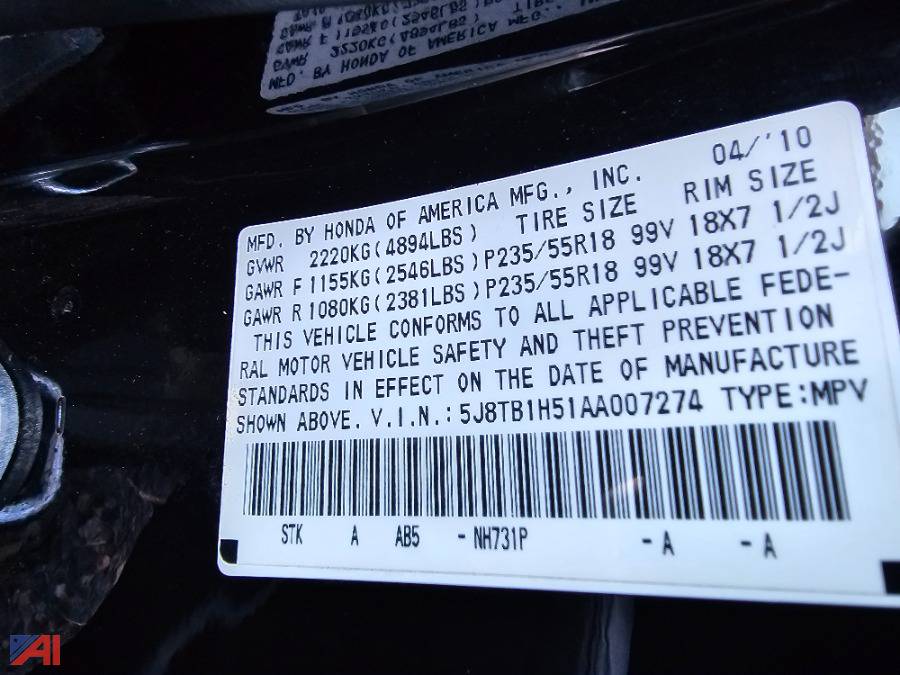 MFD. BY HONDA OF AMERICA MFG., INC. 04/'10
GVWR 2220KG(4894LBS) TIRE SIZE RIM SIZE
GAWR F 1155KG(2546LBS) P235/55R18 99V 18X7 1/2J
GAWR R 1080KG(2381LBS) P235/55R18 99V 18X7 1/2J
THIS VEHICLE CONFORMS TO ALL APPLICABLE FEDE-
RAL MOTOR VEHICLE SAFETY AND THEFT PREVENTION
STANDARDS IN EFFECT ON THE DATE OF MANUFACTURE
SHOWN ABOVE. V.I.N.: 5J8TB1H51AA007274 TYPE:MPV
STK A AB5 - NH731P - A - A
AI